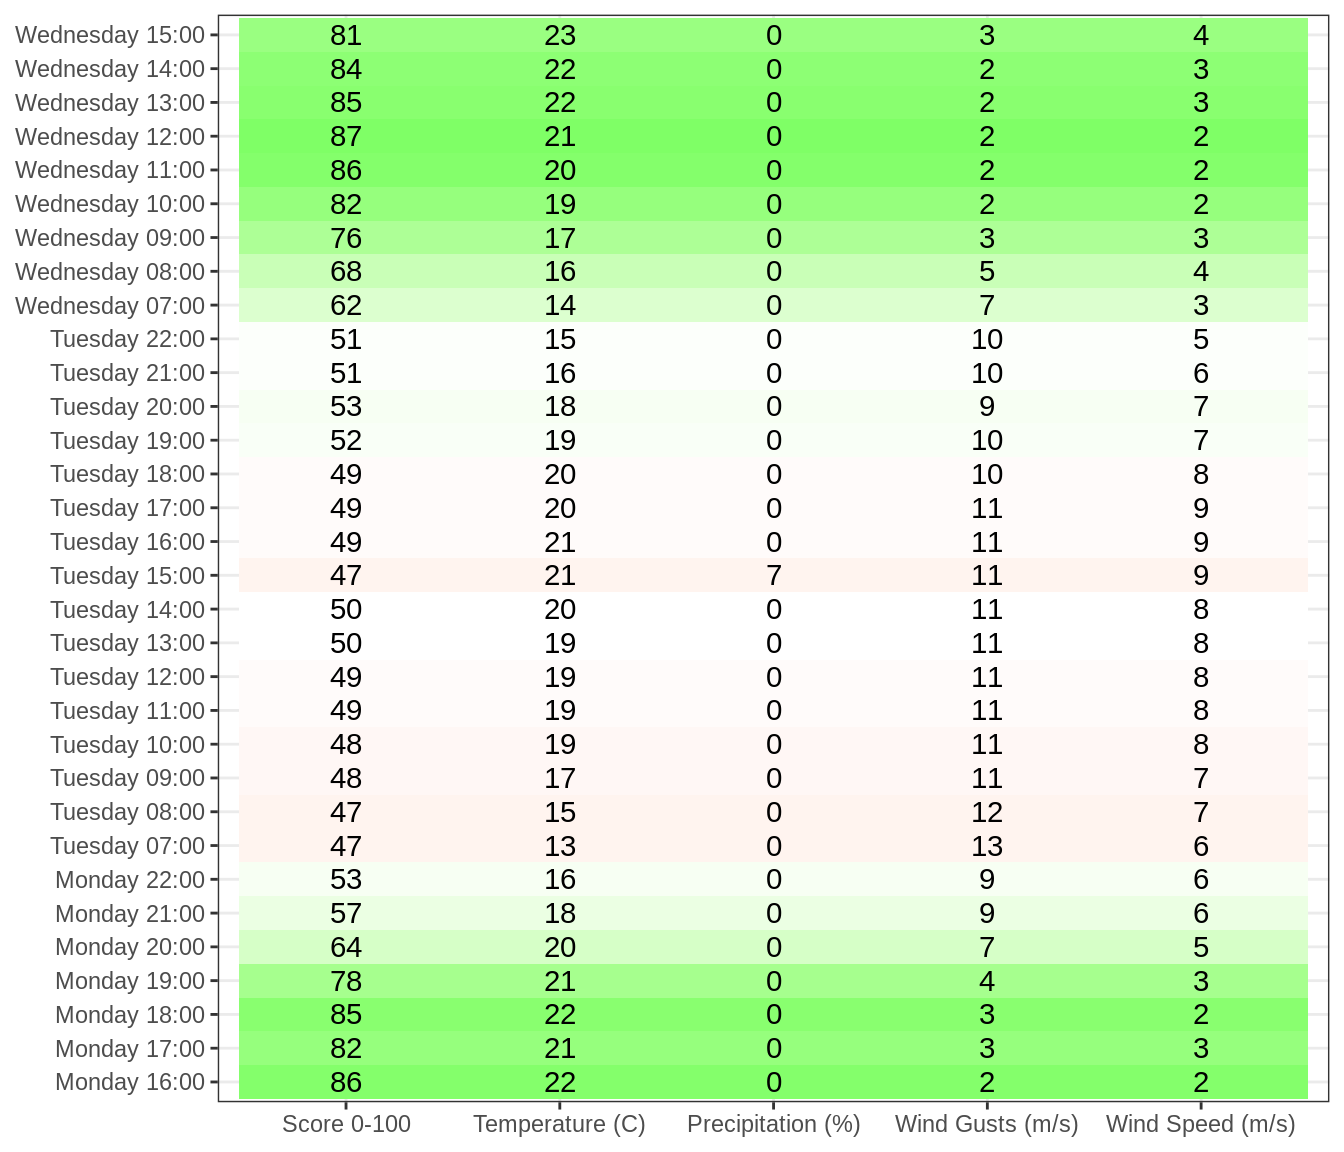 Wednesday 15:00 81 23 0 3 4
Wednesday 14:00 84 22 0 2 3
Wednesday 13:00 85 22 0 2 3
Wednesday 12:00 87 21 0 2 2
Wednesday 11:00 86 20 0 2 2
Wednesday 10:00 82 19 0 2 2
Wednesday 09:00 76 17 0 3 3
Wednesday 08:00 68 16 0 5 4
Wednesday 07:00 62 14 0 7 3
Tuesday 22:00 51 15 0 10 5
Tuesday 21:00 51 16 0 10 6
Tuesday 20:00 53 18 0 9 7
Tuesday 19:00 52 19 0 10 7
Tuesday 18:00 49 20 0 10 8
Tuesday 17:00 49 20 0 11 9
Tuesday 16:00 49 21 0 11 9
Tuesday 15:00 47 21 7 11 9
Tuesday 14:00 50 20 0 11 8
Tuesday 13:00 50 19 0 11 8
Tuesday 12:00 49 19 0 11 8
Tuesday 11:00 49 19 0 11 8
Tuesday 10:00 48 19 0 11 8
Tuesday 09:00 48 17 0 11 7
Tuesday 08:00 47 15 0 12 7
Tuesday 07:00 47 13 0 13 6
Monday 22:00 53 16 0 9 6
Monday 21:00 57 18 0 9 6
Monday 20:00 64 20 0 7 5
Monday 19:00 78 21 0 4 3
Monday 18:00 85 22 0 3 2
Monday 17:00 82 21 0 3 3
Monday 16:00 86 22 0 2 2
Score 0-100 Temperature (C) Precipitation (%) Wind Gusts (m/s) Wind Speed (m/s)